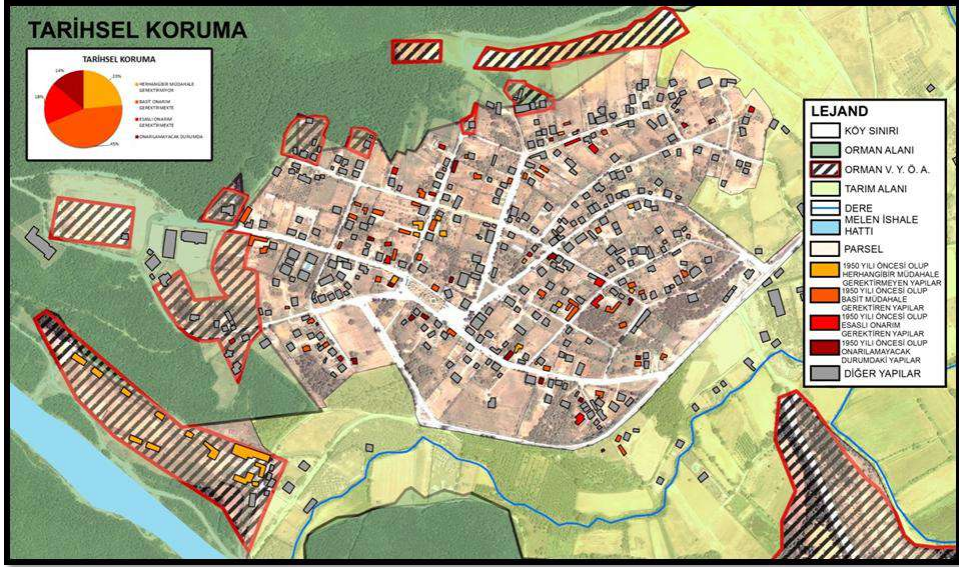 TARİHSEL KORUMA
TARİHSEL KORUMA
14%
23%
18%
45%
HERHANGİBİR MÜDAHALE
GEREKTİRMİYOR
BASİT ONARIM
GEREKTİRMEKTE
ESASLI ONARIM
GEREKTİRMEKTE
ONARILAMAYACAK DURUMDA
LEJAND
KÖY SINIRI
ORMAN ALANI
ORMAN V. Y. Ö. A.
TARIM ALANI
DERE
MELEN İSHALE
HATTI
PARSEL
1950 YILI ÖNCESİ OLUP
HERHANGİBİR MÜDAHALE
GEREKTİRMEYEN YAPILAR
1950 YILI ÖNCESİ OLUP
BASİT MÜDAHALE
GEREKTİREN YAPILAR
1950 YILI ÖNCESİ OLUP
ESASLI ONARIM
GEREKTİREN YAPILAR
1950 YILI ÖNCESİ OLUP
ONARILAMAYACAK
DURUMDAKİ YAPILAR
DİĞER YAPILAR